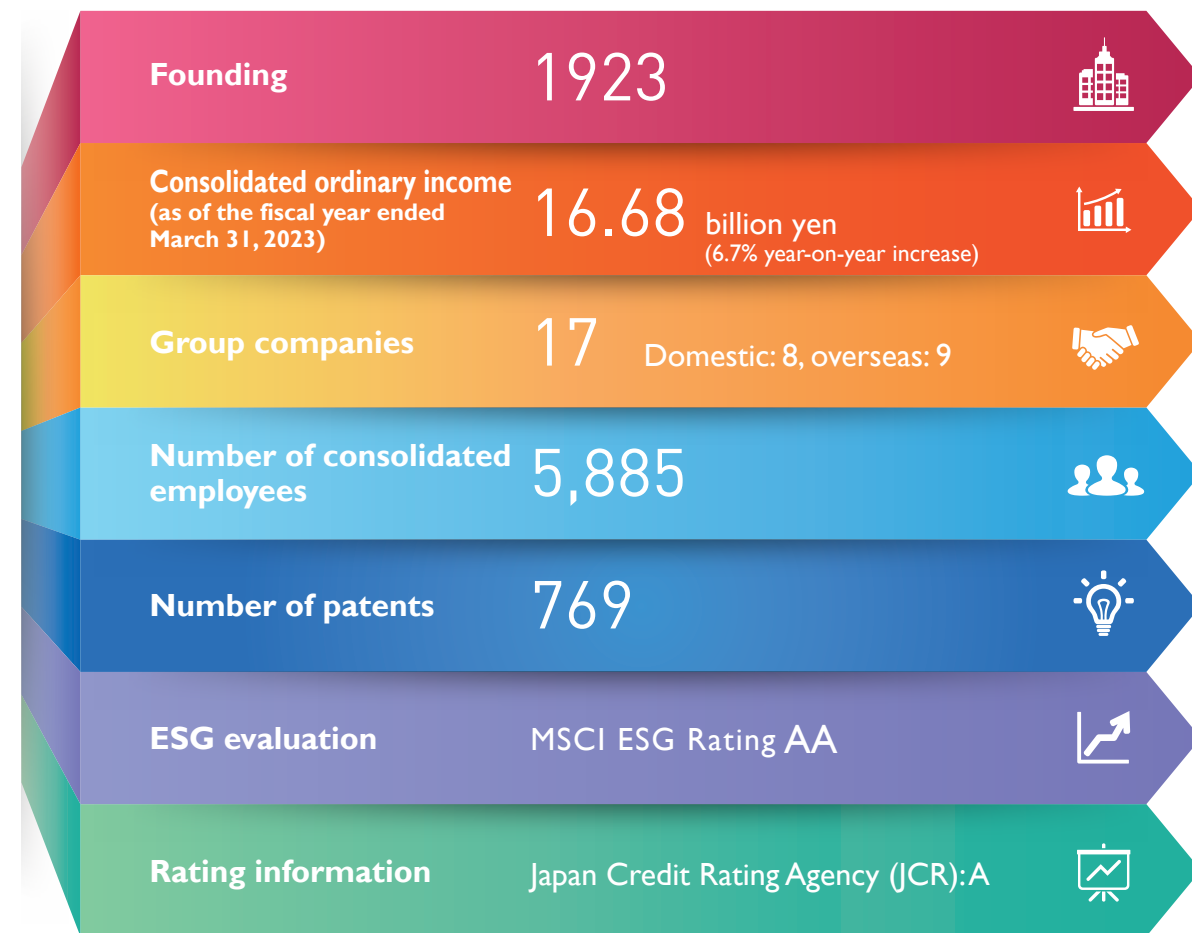 Founding
1923
Consolidated ordinary income
(as of the fiscal year ended
March 31, 2023)
16.68 billion yen
(6.7% year-on-year increase)
Group companies
17 Domestic: 8, overseas: 9
Number of consolidated
employees
5,885
Number of patents
769
ESG evaluation
MSCI ESG Rating AA
Rating information
Japan Credit Rating Agency (JCR): A